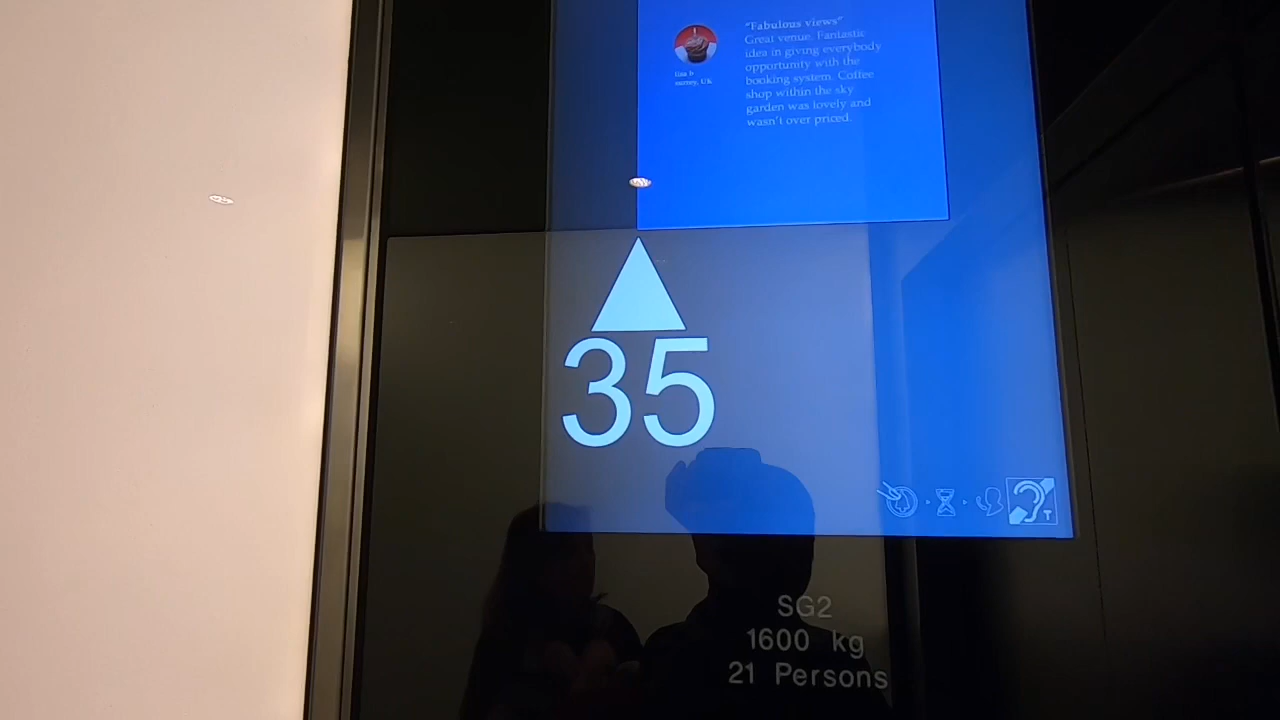 "Fabulous views"
Great venue. Fantastic
idea in giving everybody
opportunity with the
booking system. Coffee
shop within the sky
garden was lovely and
wasn't over priced.
lisa b
surrey, UK
35
T
SG2
1600 kg
21 Persons